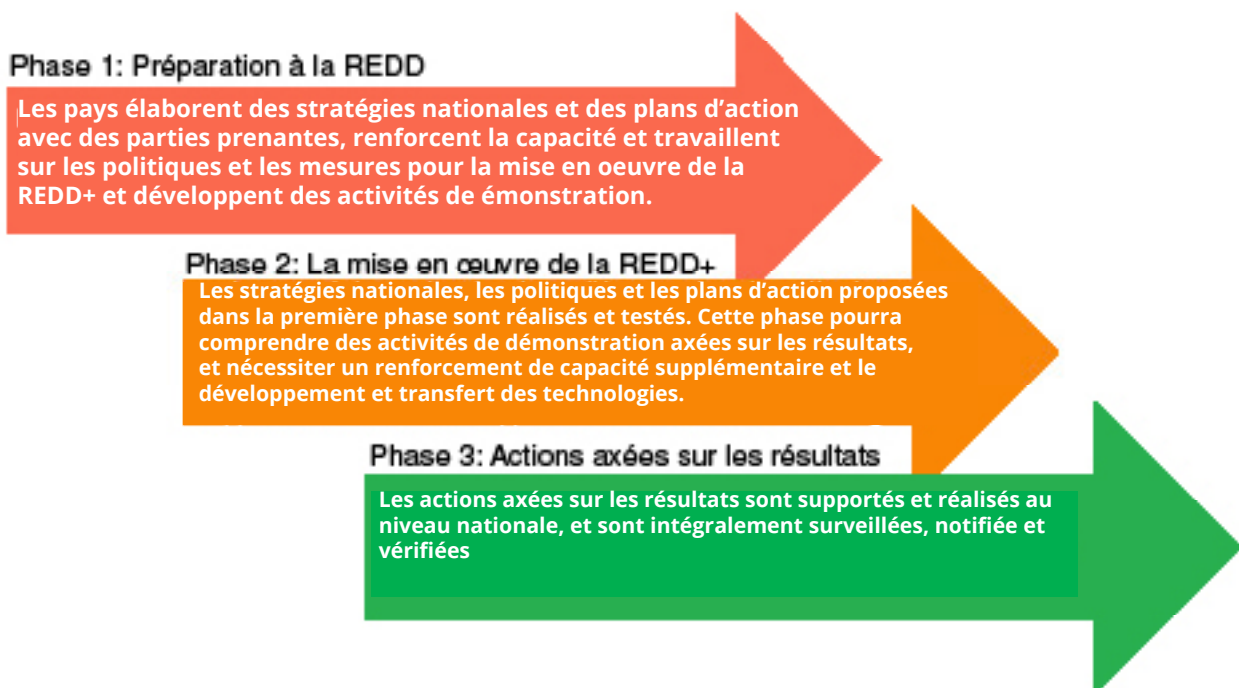 Phase 1: Préparation à la REDD
Les pays élaborent des stratégies nationales et des plans d’action
avec des parties prenantes, renforcent la capacité et travaillent
sur les politiques et les mesures pour la mise en oeuvre de la
REDD+ et développent des activités de émonstration.
Phase 2: La mise en œuvre de la REDD+
Les stratégies nationales, les politiques et les plans d’action proposées
dans la première phase sont réalisés et testés. Cette phase pourra
comprendre des activités de démonstration axées sur les résultats,
et nécessiter un renforcement de capacité supplémentaire et le
développement et transfert des technologies.
Phase 3: Actions axées sur les résultats
Les actions axées sur les résultats sont supportés et réalisés au
niveau nationale, et sont intégralement surveillées, notifiée et
vérifiées